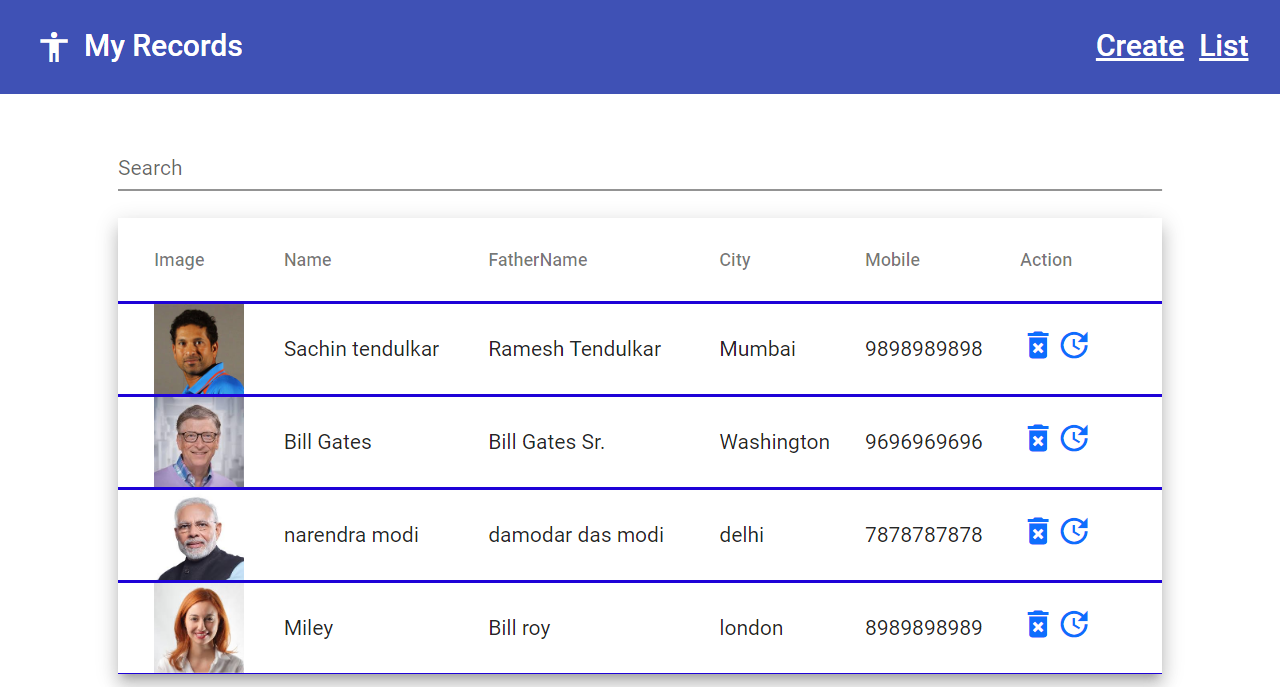 My Records Create List
Search
Image Name FatherName City Mobile Action
Sachin tendulkar Ramesh Tendulkar Mumbai 9898989898
Bill Gates Bill Gates Sr. Washington 9696969696
narendra modi damodar das modi delhi 7878787878
Miley Bill roy london 8989898989